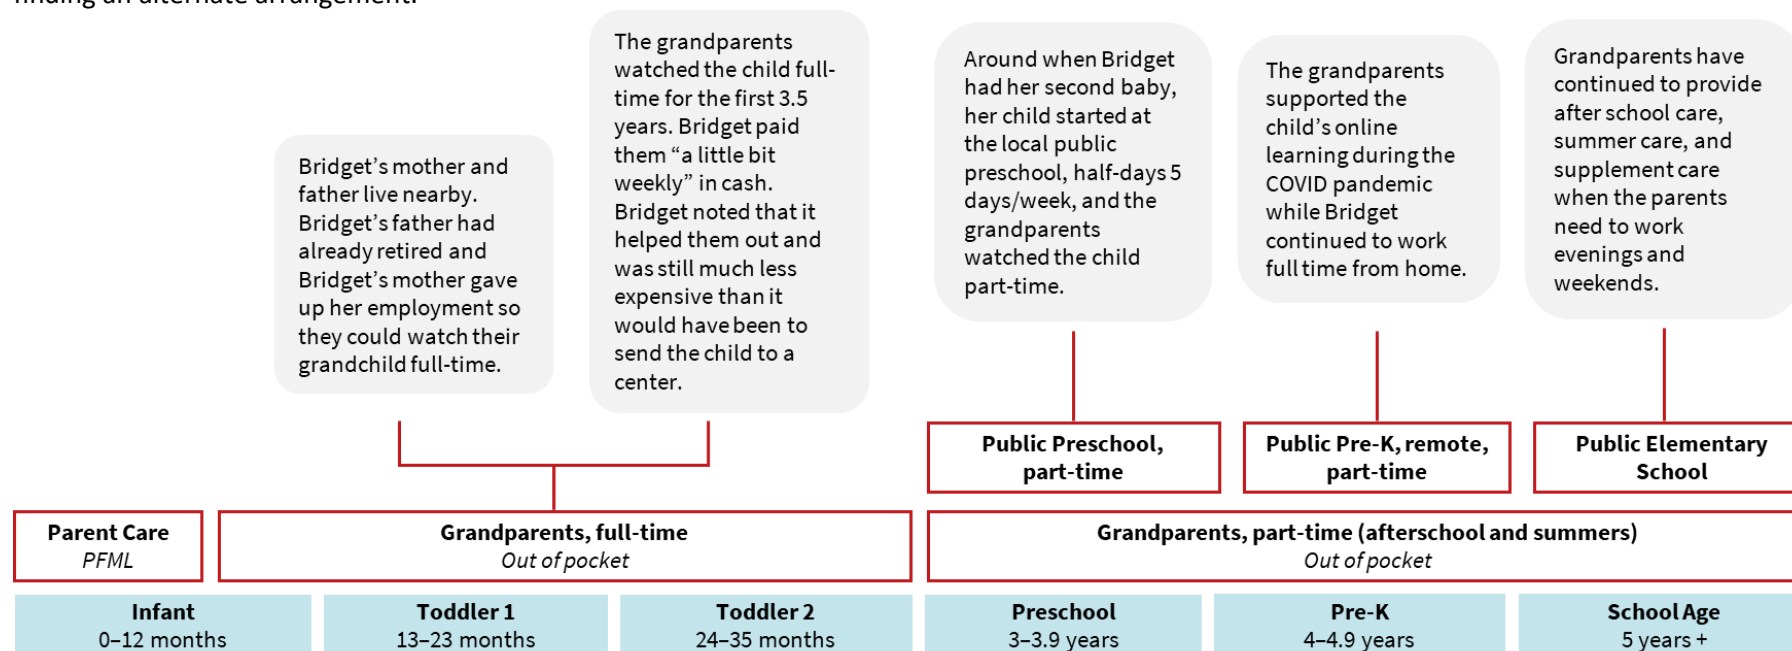 finding an alternate arrangement.
Bridget's mother and
father live nearby.
Bridget's father had
already retired and
Bridget's mother gave
up her employment so
they could watch their
grandchild full-time.
The grandparents
watched the child full-
time for the first 3.5
years. Bridget paid
them “a little bit
weekly” in cash.
Bridget noted that it
helped them out and
was still much less
expensive than it
would have been to
send the child to a
center.
Around when Bridget
had her second baby,
her child started at
the local public
preschool, half-days 5
days/week, and the
grandparents
watched the child
part-time.
The grandparents
supported the
child's online
learning during the
COVID pandemic
while Bridget
continued to work
full time from home.
Grandparents have
continued to provide
after school care,
summer care, and
supplement care
when the parents
need to work
evenings and
weekends.
Public Preschool,
part-time
Public Pre-K, remote,
part-time
Public Elementary
School
Parent Care
PFML
Grandparents, full-time
Out of pocket
Grandparents, part-time (afterschool and summers)
Out of pocket
Infant
0–12 months
Toddler 1
13–23 months
Toddler 2
24–35 months
Preschool
3–3.9 years
Pre-K
4–4.9 years
School Age
5 years +